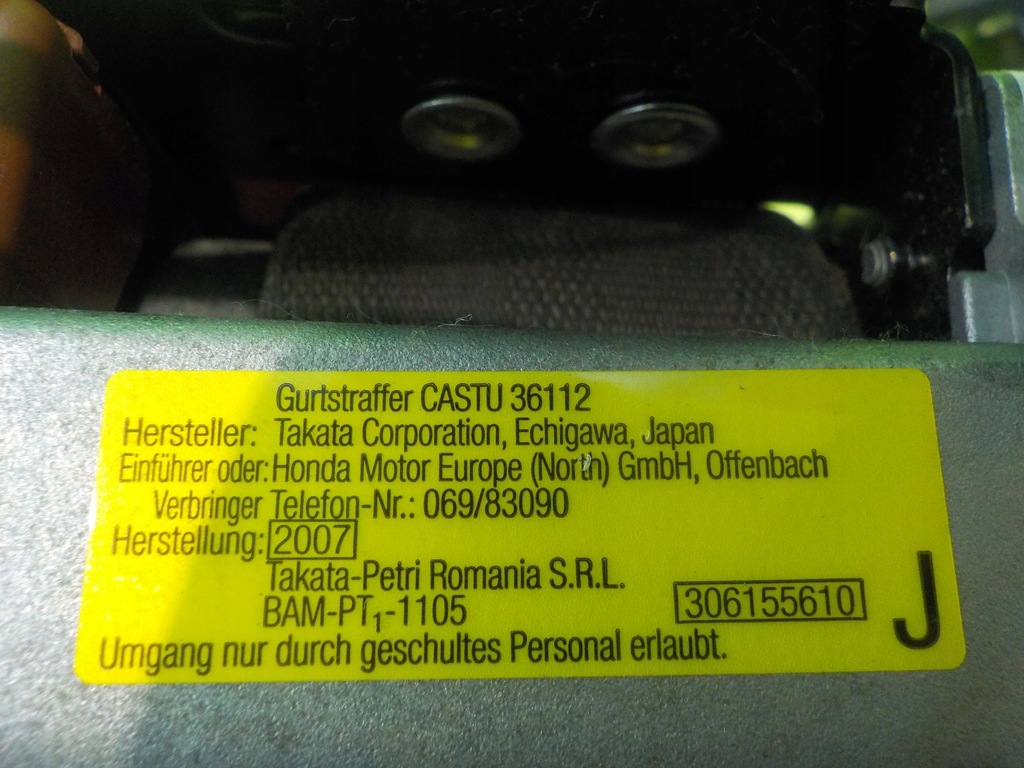 Gurtstraffer CASTU 36112
Hersteller: Takata Corporation, Echigawa, Japan
Einführer oder: Honda Motor Europe (North) GmbH, Offenbach
Verbringer Telefon-Nr.: 069/83090
Herstellung: 2007
Takata-Petri Romania S.R.L.
BAM-PT₁-1105
306155610
J
Umgang nur durch geschultes Personal erlaubt.